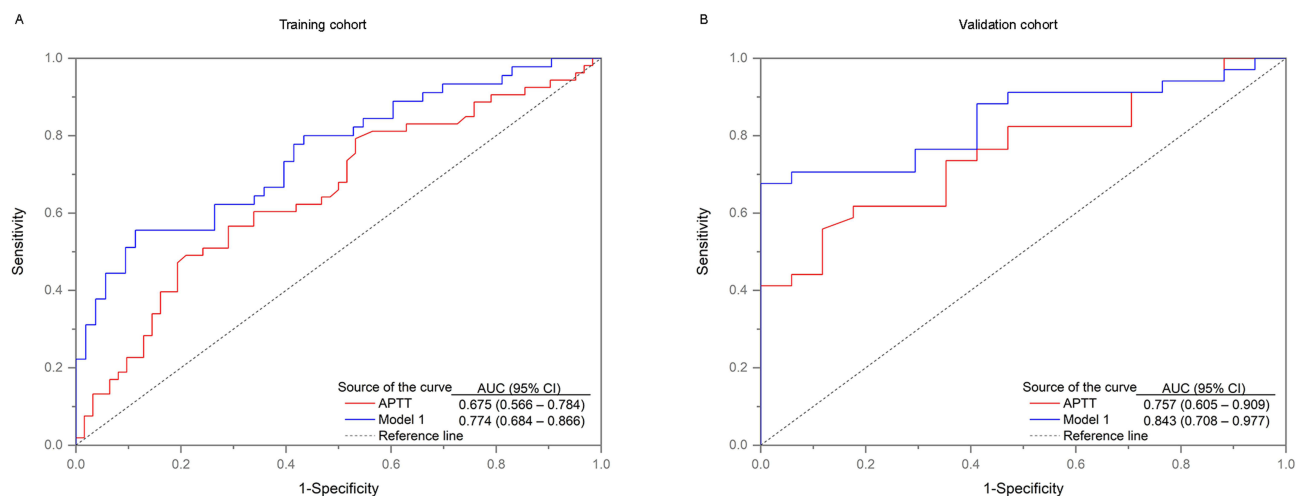 A
Training cohort
1.0
0.8
0.6
0.4
0.2
0.0
Sensitivity
0.0 0.2 0.4 0.6 0.8 1.0
1-Specificity
Source of the curve AUC (95% CI)
APTT 0.675 (0.566 – 0.784)
Model 1 0.774 (0.684 – 0.866)
Reference line
B
Validation cohort
1.0
0.8
0.6
0.4
0.2
0.0
Sensitivity
0.0 0.2 0.4 0.6 0.8 1.0
1-Specificity
Source of the curve AUC (95% CI)
APTT 0.757 (0.605 – 0.909)
Model 1 0.843 (0.708 – 0.977)
Reference line